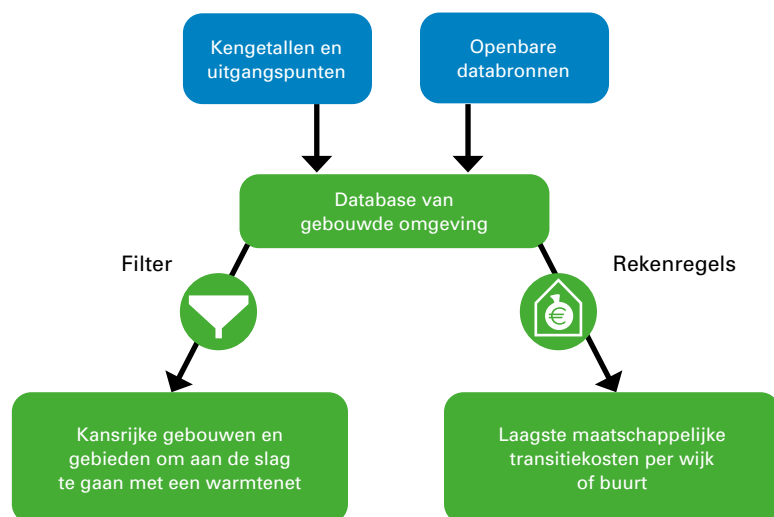 Kengetallen en
uitgangspunten
Openbare
databronnen
Database van
gebouwde omgeving
Filter
Rekenregels
€
Kansrijke gebouwen en
gebieden om aan de slag
te gaan met een warmtenet
Laagste maatschappelijke
transitiekosten per wijk
of buurt